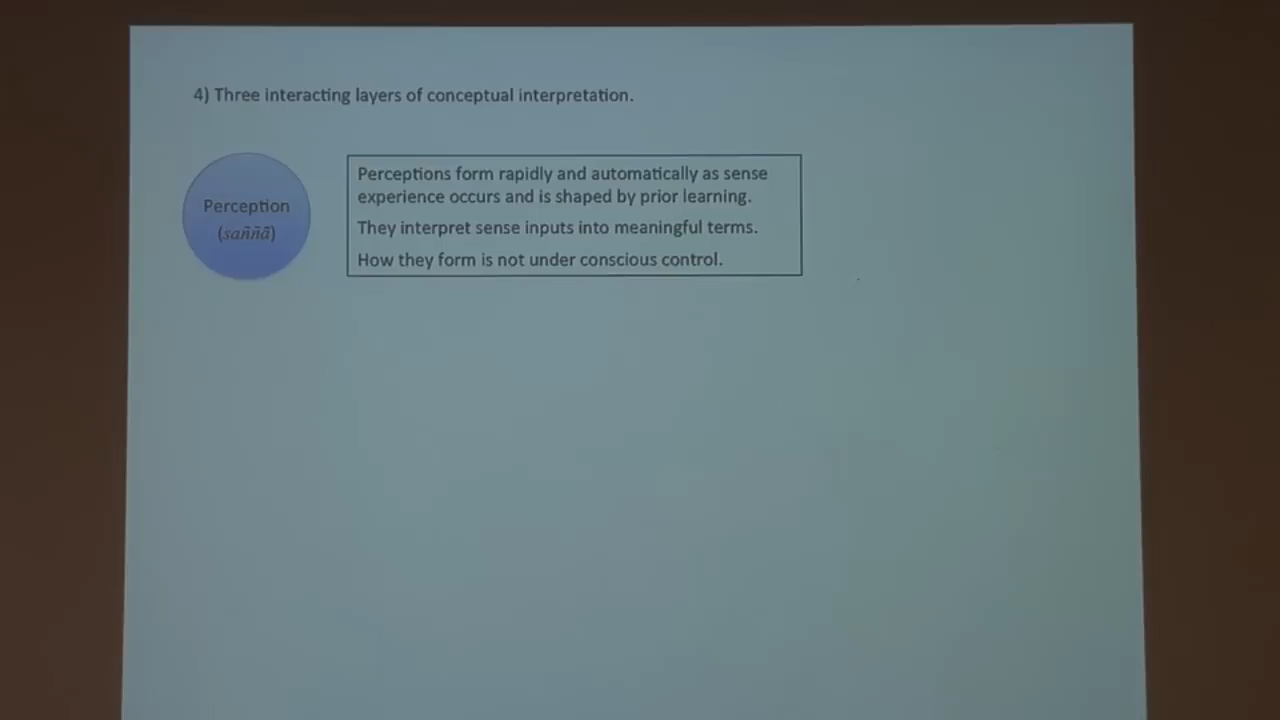 4) Three interacting layers of conceptual interpretation.
Perception
(saññā)
Perceptions form rapidly and automatically as sense
experience occurs and is shaped by prior learning.
They interpret sense inputs into meaningful terms.
How they form is not under conscious control.